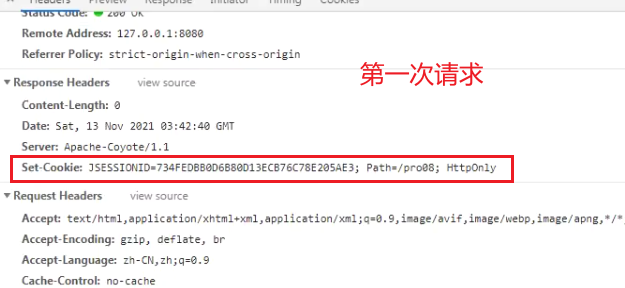 Headers Preview Response Initiator Timing Cookies
Status Code: 200 OK
Remote Address: 127.0.0.1:8080
Referrer Policy: strict-origin-when-cross-origin
第一次请求
Response Headers view source
Content-Length: 0
Date: Sat, 13 Nov 2021 03:42:40 GMT
Server: Apache-Coyote/1.1
Set-Cookie: JSESSIONID=734FEDBB0D6B80D13ECB76C78E205AE3; Path=/pro08; HttpOnly
Request Headers view source
Accept: text/html,application/xhtml+xml,application/xml;q=0.9,image/avif,image/webp,image/apng,*/*
Accept-Encoding: gzip, deflate, br
Accept-Language: zh-CN,zh;q=0.9
Cache-Control: no-cache